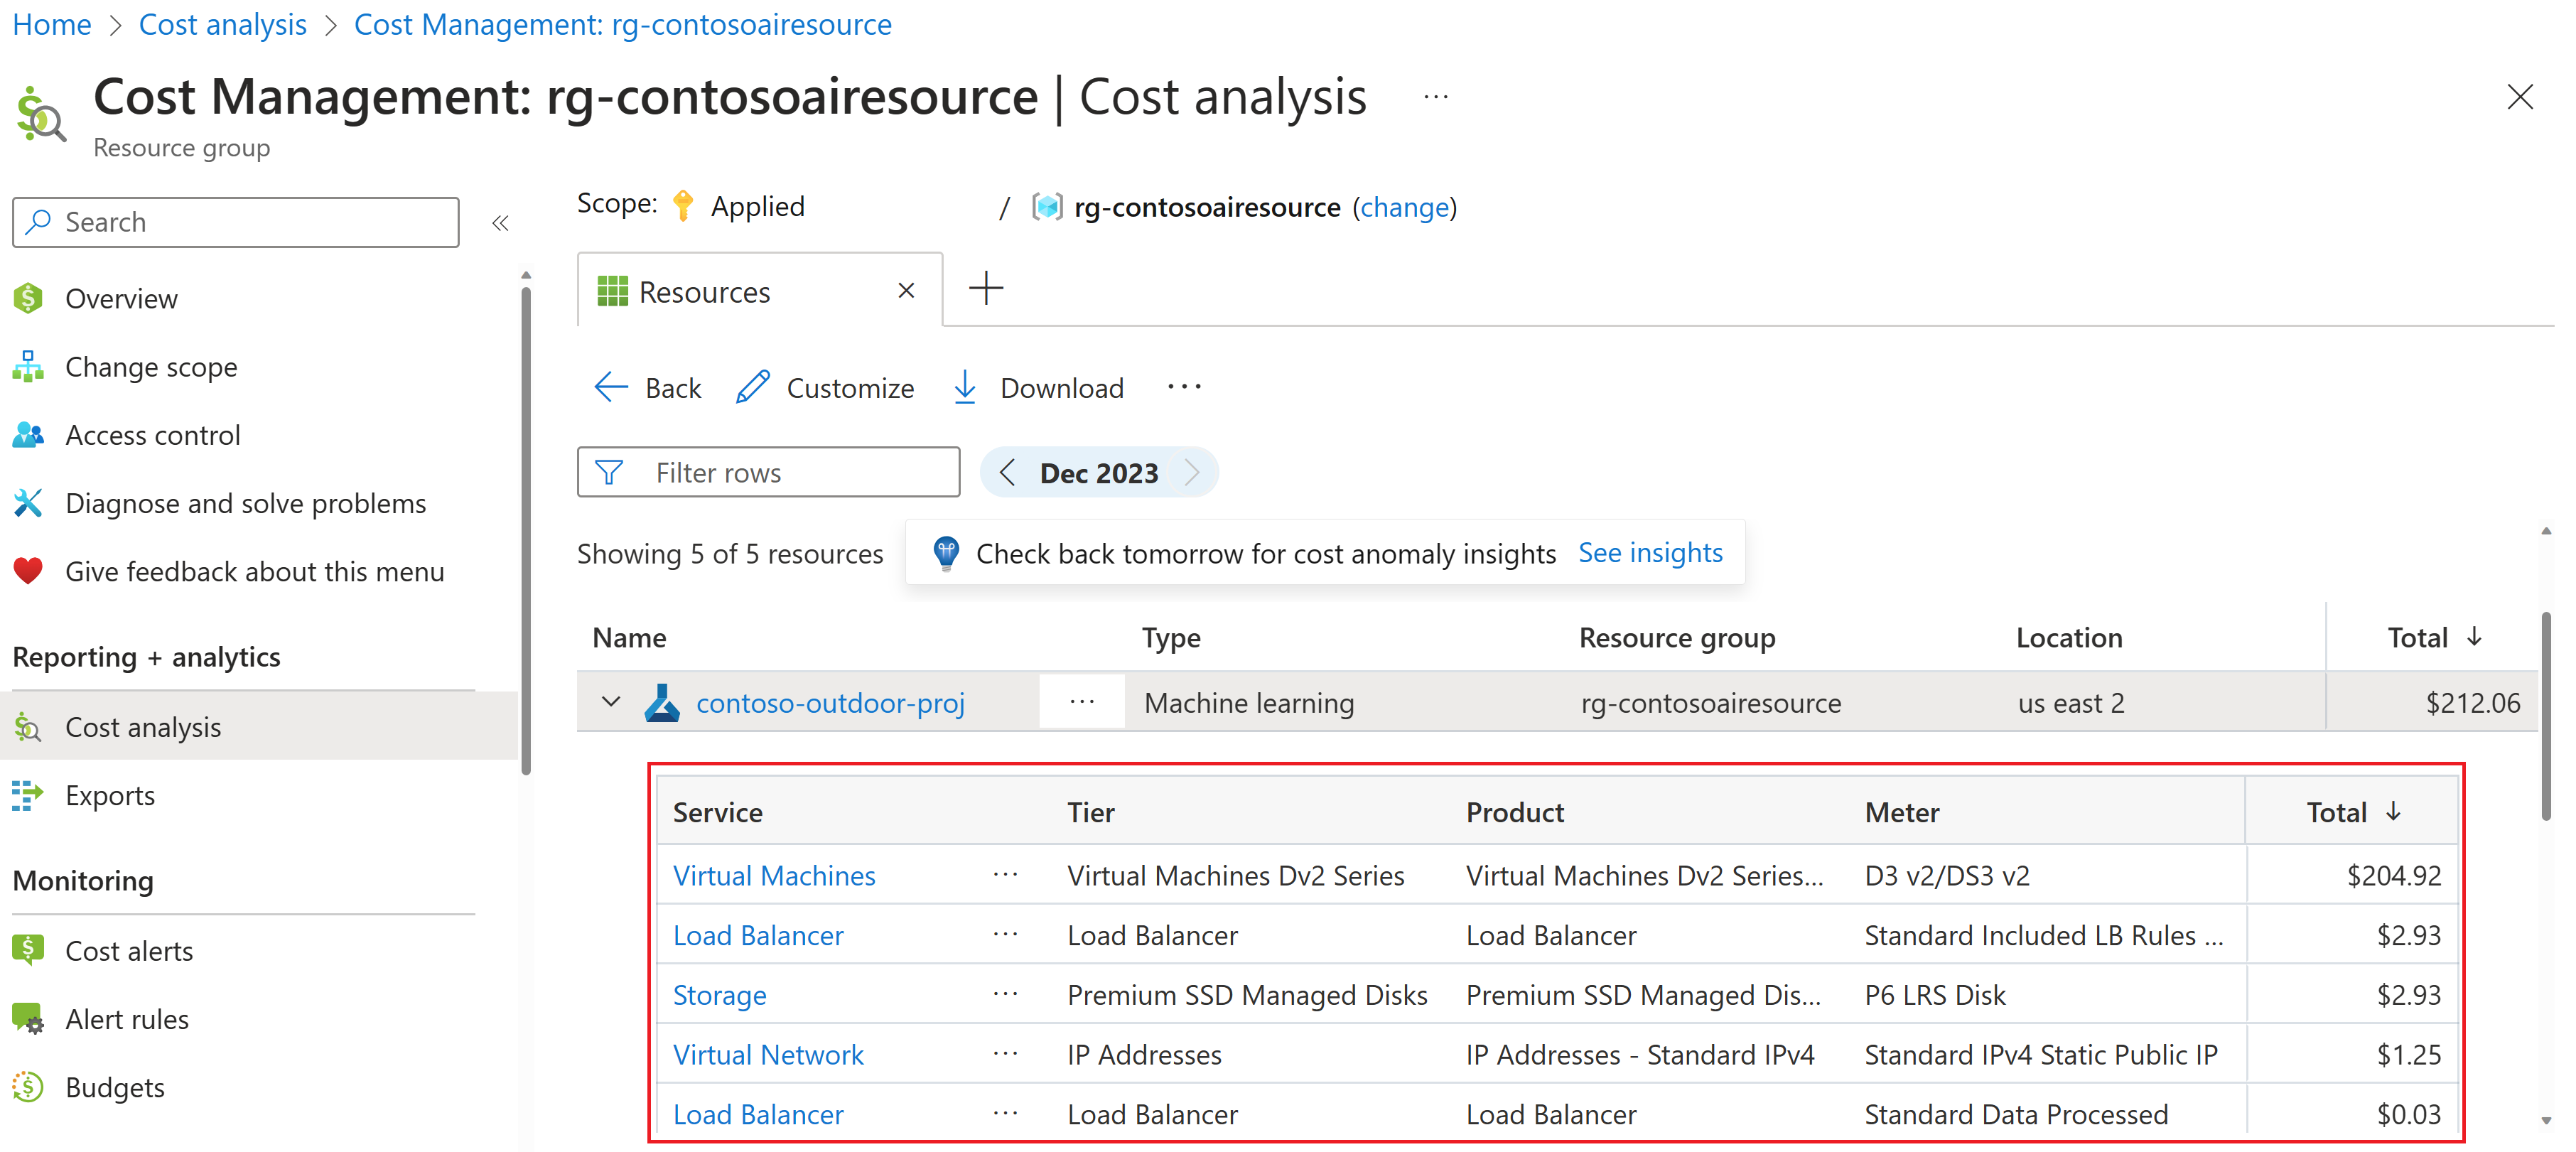 Home > Cost analysis > Cost Management: rg-contosoairesource
Cost Management: rg-contosoairesource | Cost analysis ...
Resource group
Search «
Overview
Change scope
Access control
Diagnose and solve problems
Give feedback about this menu
Reporting + analytics
Cost analysis
Exports
Monitoring
Cost alerts
Alert rules
Budgets
Scope: Applied / rg-contosoairesource (change)
Resources
Back Customize Download ...
Filter rows Dec 2023
Showing 5 of 5 resources Check back tomorrow for cost anomaly insights See insights
Name Type Resource group Location Total ↓
contoso-outdoor-proj ... Machine learning rg-contosoairesource us east 2 $212.06
Service Tier Product Meter Total ↓
Virtual Machines ... Virtual Machines Dv2 Series Virtual Machines Dv2 Series... D3 v2/DS3 v2 $204.92
Load Balancer ... Load Balancer Load Balancer Standard Included LB Rules ... $2.93
Storage ... Premium SSD Managed Disks Premium SSD Managed Dis... P6 LRS Disk $2.93
Virtual Network ... IP Addresses IP Addresses - Standard IPv4 Standard IPv4 Static Public IP $1.25
Load Balancer ... Load Balancer Load Balancer Standard Data Processed $0.03